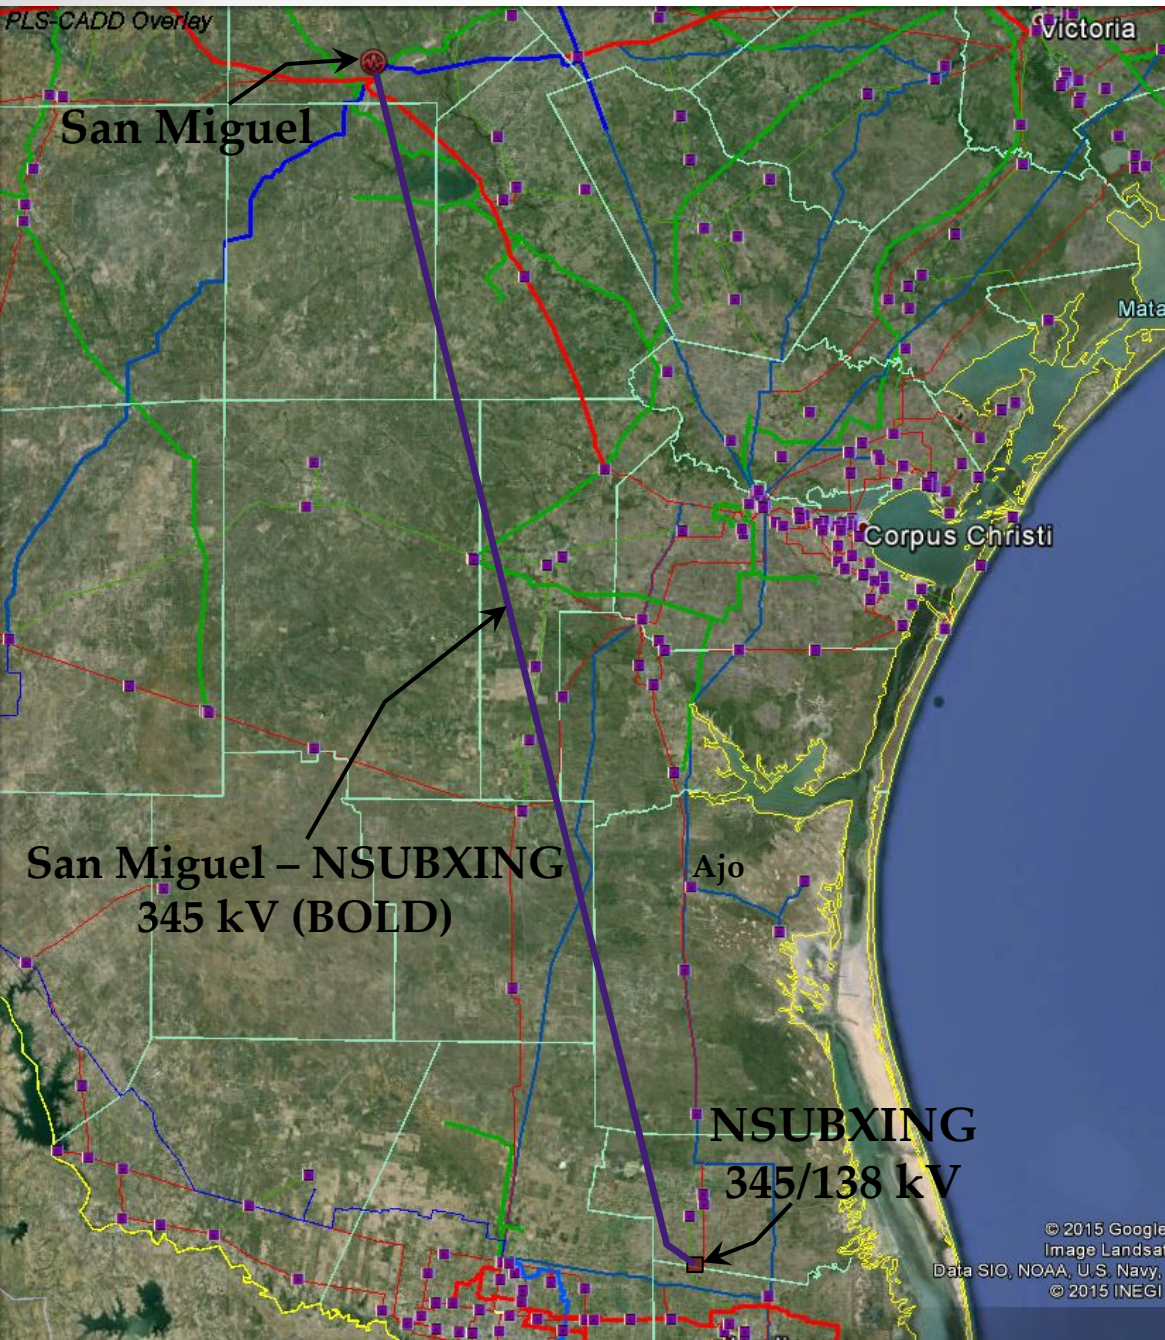 PLS-CADD Overlay
Victoria
San Miguel
Mata
Corpus Christi
San Miguel – NSUBXING
345 kV (BOLD)
Ajo
NSUBXING
345/138 kV
© 2015 Google
Image Landsat
Data SIO, NOAA, U.S. Navy,
© 2015 INEGI